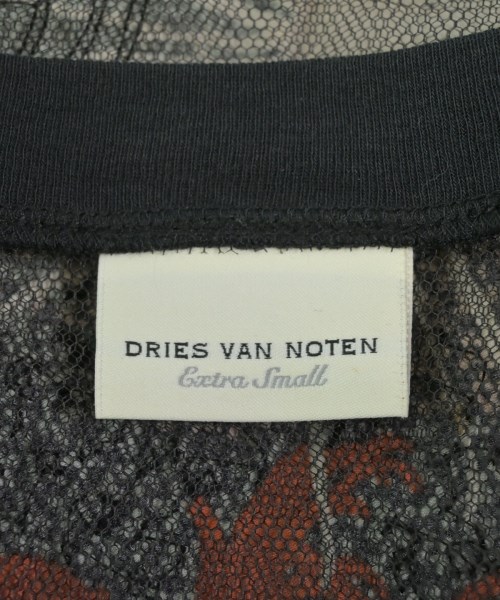 DRIES VAN NOTEN
Extra Small